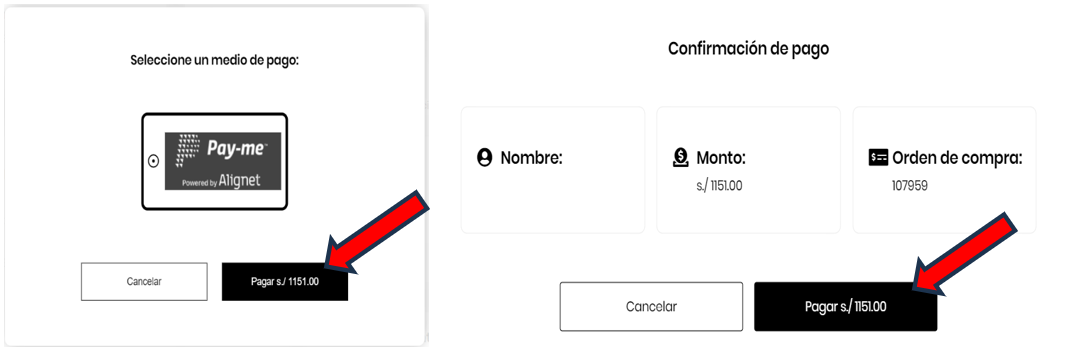 Seleccione un medio de pago:
Pay-me
Powered by Alignet
Cancelar
Pagar s./ 1151.00
Confirmación de pago
Nombre:
Monto:
s./ 1151.00
Orden de compra:
107959
Cancelar
Pagar s./ 1151.00